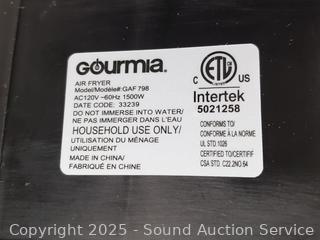 GOURMIA
AIR FRYER
Model/Modèle#:GAF798
AC120V ~60Hz 1500W
DATE CODE: 33239
DO NOT IMMERSE INTO WATER/
NE PAS IMMERGER DANS L'EAU
HOUSEHOLD USE ONLY/
UTILISATION DU MÉNAGE
UNIQUEMENT
MADE IN CHINA/
FABRIQUÉ EN CHINE
C ETL US
LISTED
Intertek
5021258
CONFORMS TO/
CONFORME À LA NORME
UL STD.1026
CERTIFIED TO/CERTIFIF
CSA STD. C22.2NO.64
Copyright 2025 - Sound Auction Service